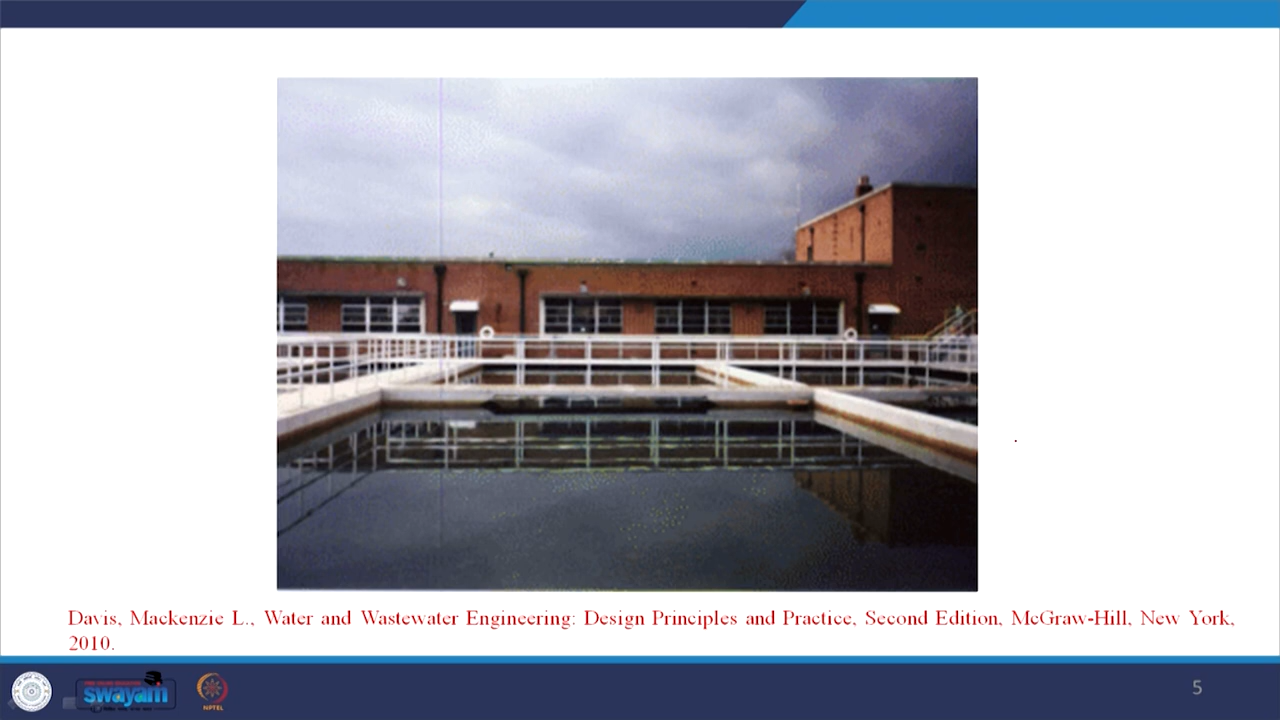 Davis, Mackenzie L., Water and Wastewater Engineering: Design Principles and Practice, Second Edition, McGraw-Hill, New York,
2010.
swayam
NPTEL
5